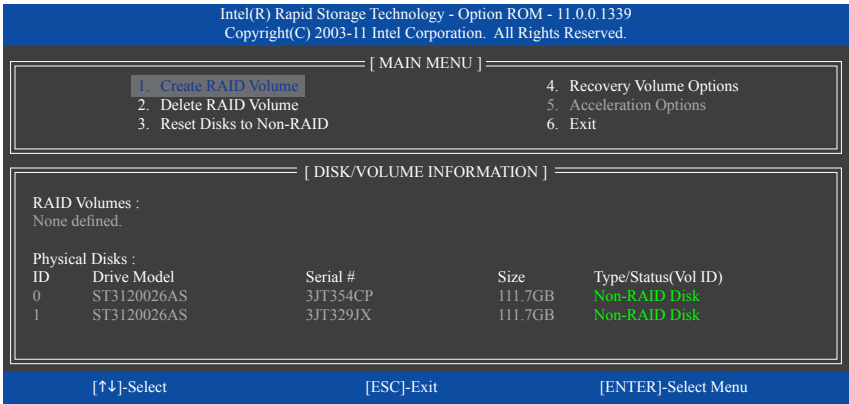 Intel(R) Rapid Storage Technology - Option ROM - 11.0.0.1339
Copyright(C) 2003-11 Intel Corporation. All Rights Reserved.
[ MAIN MENU ]
1. Create RAID Volume
2. Delete RAID Volume
3. Reset Disks to Non-RAID
4. Recovery Volume Options
5. Acceleration Options
6. Exit
[ DISK/VOLUME INFORMATION ]
RAID Volumes :
None defined.
Physical Disks :
ID Drive Model Serial # Size Type/Status(Vol ID)
0 ST3120026AS 3JT354CP 111.7GB Non-RAID Disk
1 ST3120026AS 3JT329JX 111.7GB Non-RAID Disk
[↑↓]-Select [ESC]-Exit [ENTER]-Select Menu